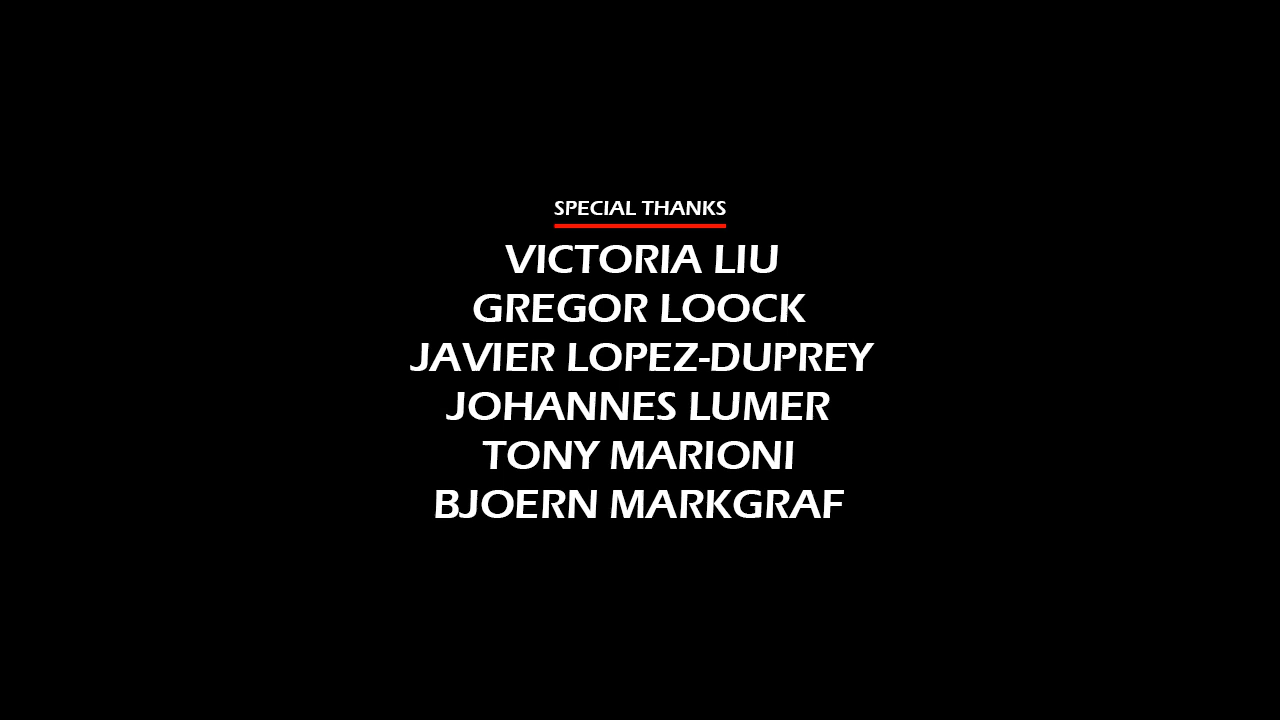 SPECIAL THANKS
VICTORIA LIU
GREGOR LOOCK
JAVIER LOPEZ-DUPREY
JOHANNES LUMER
TONY MARIONI
BJOERN MARKGRAF